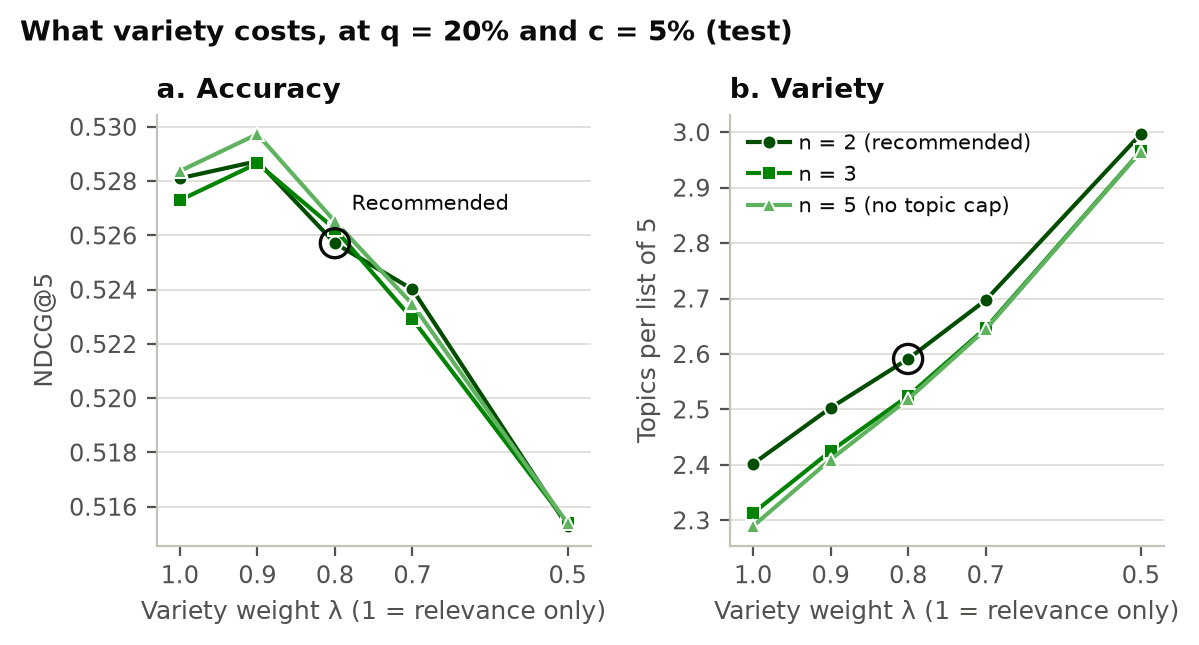 What variety costs, at q = 20% and c = 5% (test)
a. Accuracy
0.530
0.528
0.526
0.524
0.522
0.520
0.518
0.516
NDCG@5
Recommended
1.0 0.9 0.8 0.7 0.5
Variety weight λ (1 = relevance only)
b. Variety
3.0
2.9
2.8
2.7
2.6
2.5
2.4
2.3
Topics per list of 5
n = 2 (recommended)
n = 3
n = 5 (no topic cap)
1.0 0.9 0.8 0.7 0.5
Variety weight λ (1 = relevance only)